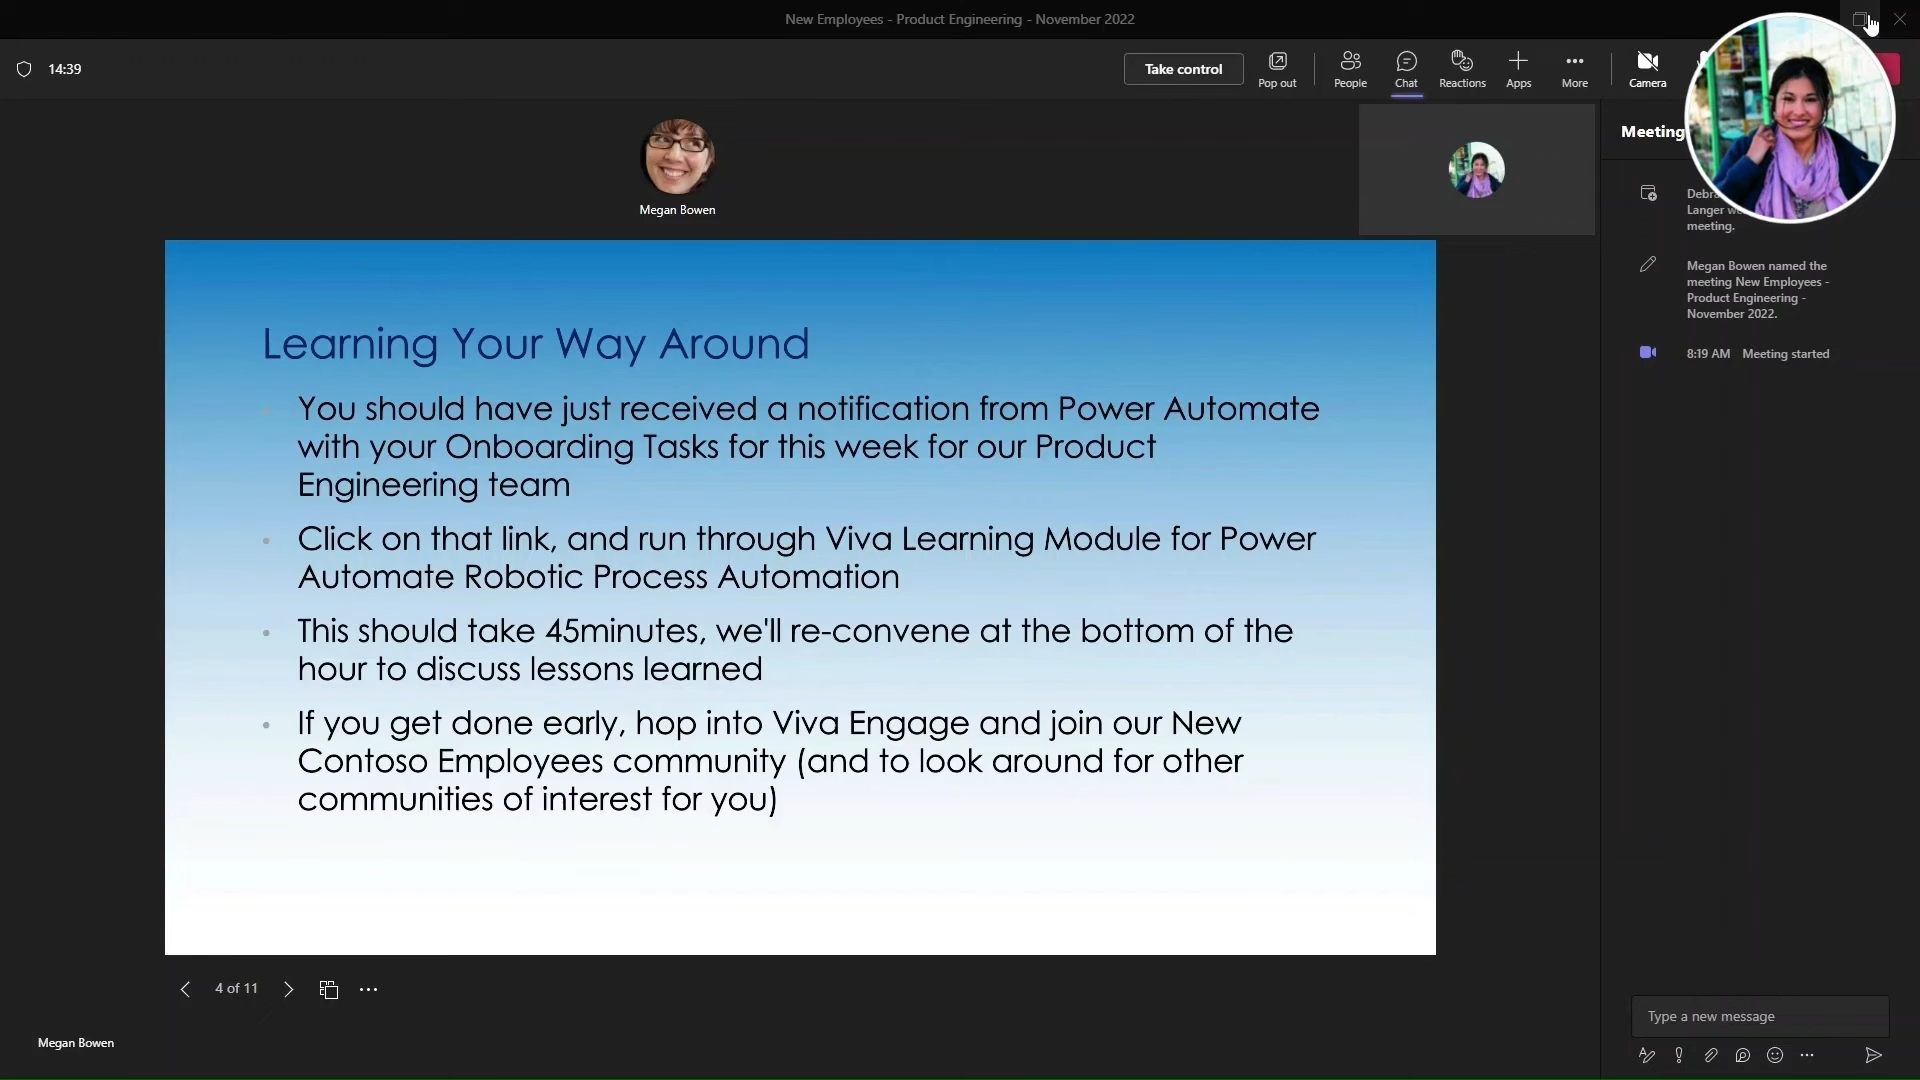 New Employees - Product Engineering - November 2022
14:39
Take control
Pop out
People
Chat
Reactions
Apps
More
Camera
Megan Bowen
Meeting
Langer
meeting.
Megan Bowen named the
meeting New Employees -
Product Engineering -
November 2022.
8:19 AM Meeting started
Learning Your Way Around
You should have just received a notification from Power Automate
with your Onboarding Tasks for this week for our Product
Engineering team
Click on that link, and run through Viva Learning Module for Power
Automate Robotic Process Automation
This should take 45minutes, we'll re-convene at the bottom of the
hour to discuss lessons learned
If you get done early, hop into Viva Engage and join our New
Contoso Employees community (and to look around for other
communities of interest for you)
4 of 11
Type a new message
Megan Bowen